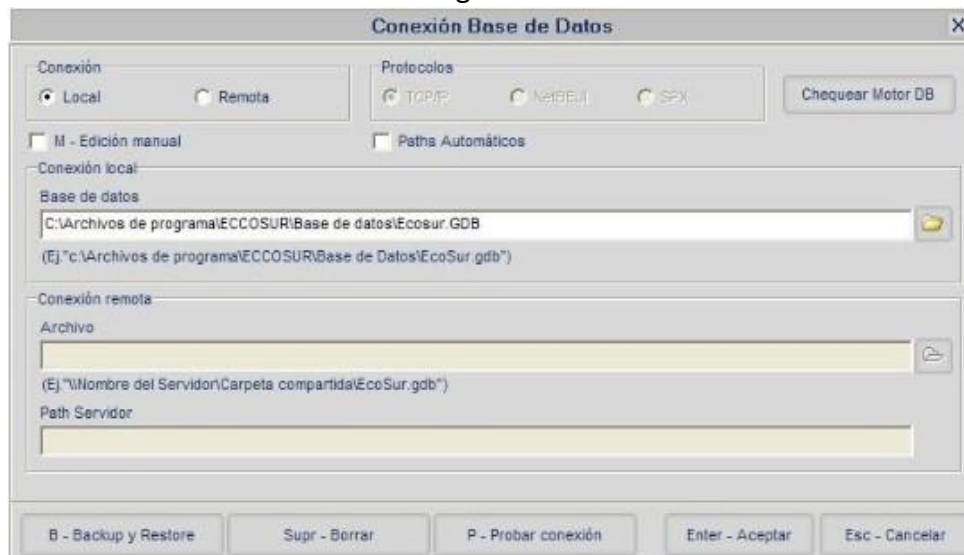 Conexión Base de Datos X
Conexión
Local Remota
Protocolos
TCP/IP NetBEUI SPX
Chequear Motor DB
M - Edición manual Paths Automáticos
Conexión local
Base de datos
C:\Archivos de programa\ECCOSUR\Base de datos\Ecosur.GDB
(Ej."c:\Archivos de programa\ECCOSUR\Base de Datos\EcoSur.gdb")
Conexión remota
Archivo
(Ej."\\Nombre del Servidor\Carpeta compartida\EcoSur.gdb")
Path Servidor
B - Backup y Restore Supr - Borrar P - Probar conexión Enter - Aceptar Esc - Cancelar